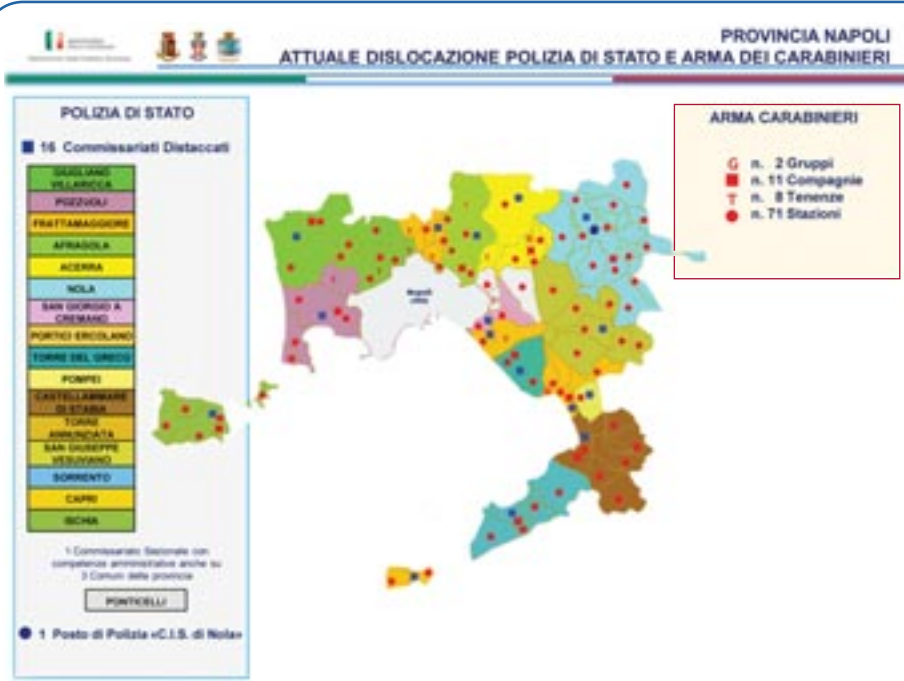 PROVINCIA NAPOLI
ATTUALE DISLOCAZIONE POLIZIA DI STATO E ARMA DEI CARABINIERI
POLIZIA DI STATO
16 Commissariati Distaccati
GIUGLIANO
VILLARICCA
POZZUOLI
FRATTAMAGGIORE
AFRAGOLA
ACERRA
NOLA
SAN GIORGIO A
CREMANO
PORTICI ERCOLANO
TORRE DEL GRECO
POMPEI
CASTELLAMMARE
DI STABIA
TORRE
ANNUNZIATA
SAN GIUSEPPE
VESUVIANO
SORRENTO
CAPRI
ISCHIA
1 Commissariato Sezionale con
competenze amministrative anche su
3 Comuni della provincia
PONTICELLI
1 Posto di Polizia «C.I.S. di Nola»
Napoli
città
ARMA CARABINIERI
G n. 2 Gruppi
n. 11 Compagnie
T n. 8 Tenenze
n. 71 Stazioni